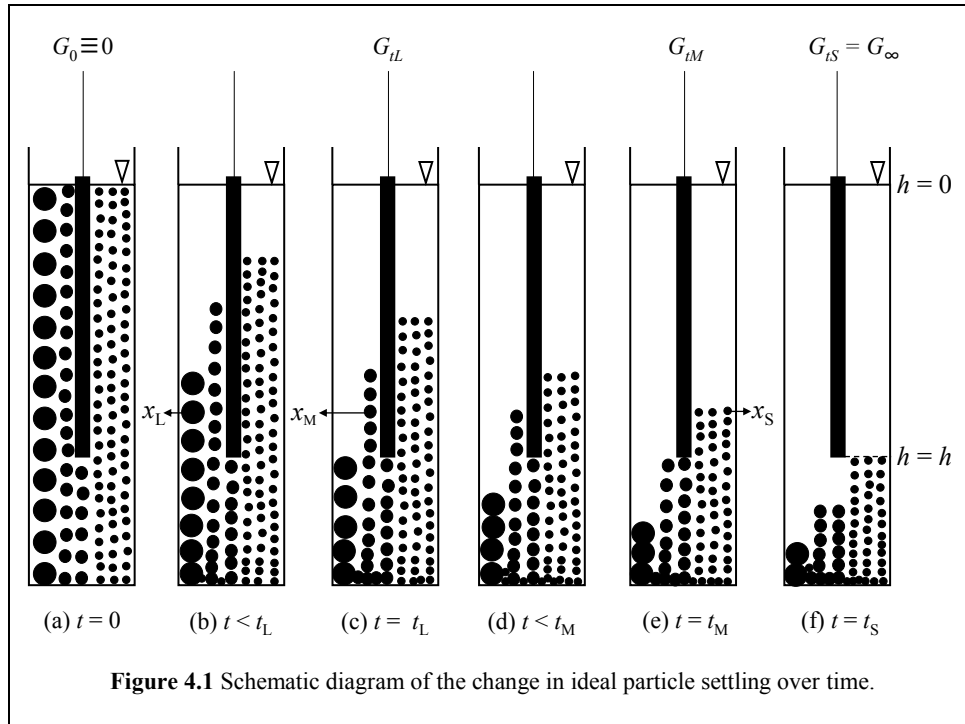 G₀ ≡ 0 G_tL G_tM G_tS = G_∞
h = 0
x_L x_M x_S
h = h
(a) t = 0 (b) t < t_L (c) t = t_L (d) t < t_M (e) t = t_M (f) t = t_S
Figure 4.1 Schematic diagram of the change in ideal particle settling over time.